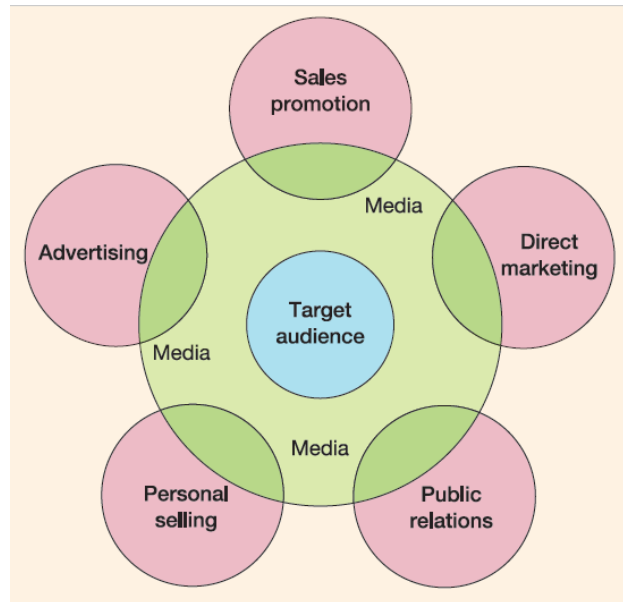 Sales
promotion
Media
Advertising
Direct
marketing
Target
audience
Media
Media
Personal
selling
Public
relations